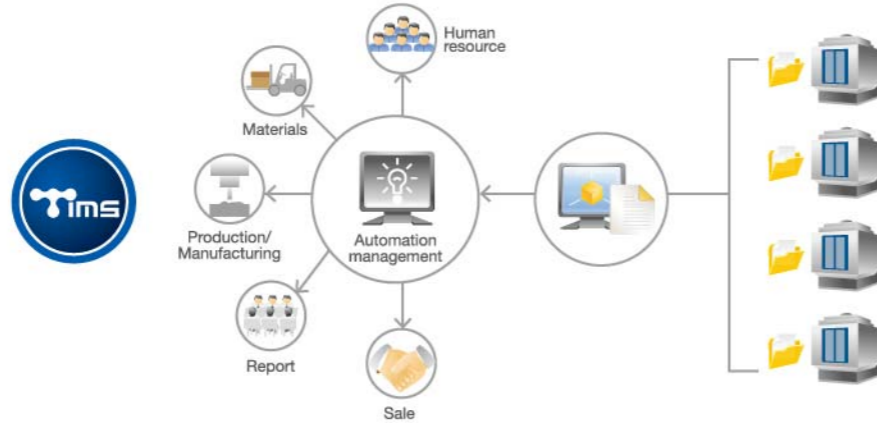 Human
resource
Materials
Tims
Production/
Manufacturing
Automation
management
Report
Sale